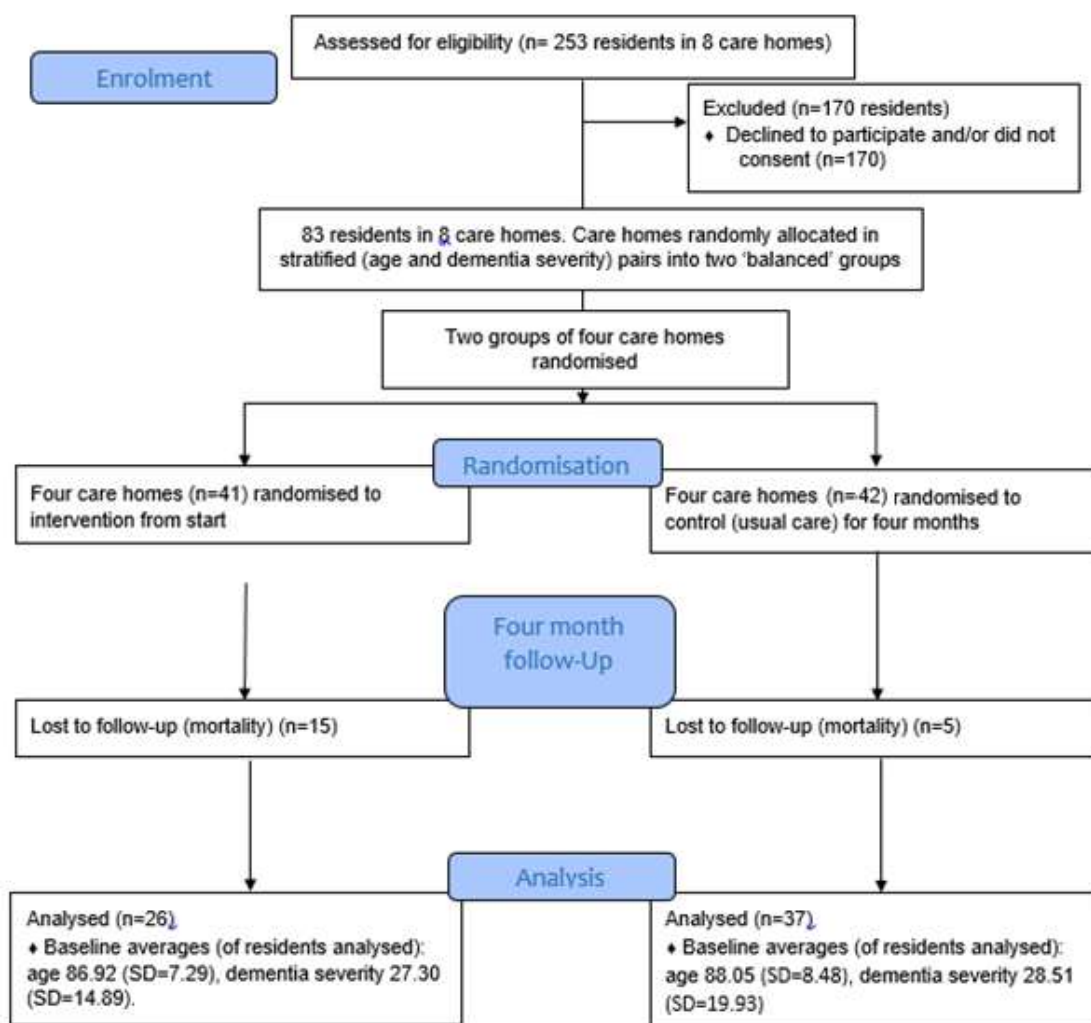 Assessed for eligibility (n= 253 residents in 8 care homes)
Enrolment
Excluded (n=170 residents)
♦ Declined to participate and/or did not
consent (n=170)
83 residents in 8 care homes. Care homes randomly allocated in
stratified (age and dementia severity) pairs into two ‘balanced’ groups
Two groups of four care homes
randomised
Randomisation
Four care homes (n=41) randomised to
intervention from start
Four care homes (n=42) randomised to
control (usual care) for four months
Four month
follow-Up
Lost to follow-up (mortality) (n=15)
Lost to follow-up (mortality) (n=5)
Analysis
Analysed (n=26)
♦ Baseline averages (of residents analysed):
age 86.92 (SD=7.29), dementia severity 27.30
(SD=14.89).
Analysed (n=37)
♦ Baseline averages (of residents analysed):
age 88.05 (SD=8.48), dementia severity 28.51
(SD=19.93)